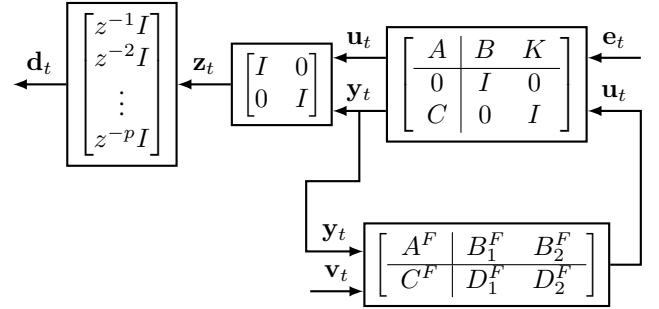 d_t
[z^{-1}I
z^{-2}I
⋮
z^{-p}I]
z_t
[I 0
0 I]
u_t
y_t
[A | B K
0 | I 0
C | 0 I]
e_t
u_t
y_t
v_t
[A^F | B_1^F B_2^F
C^F | D_1^F D_2^F]